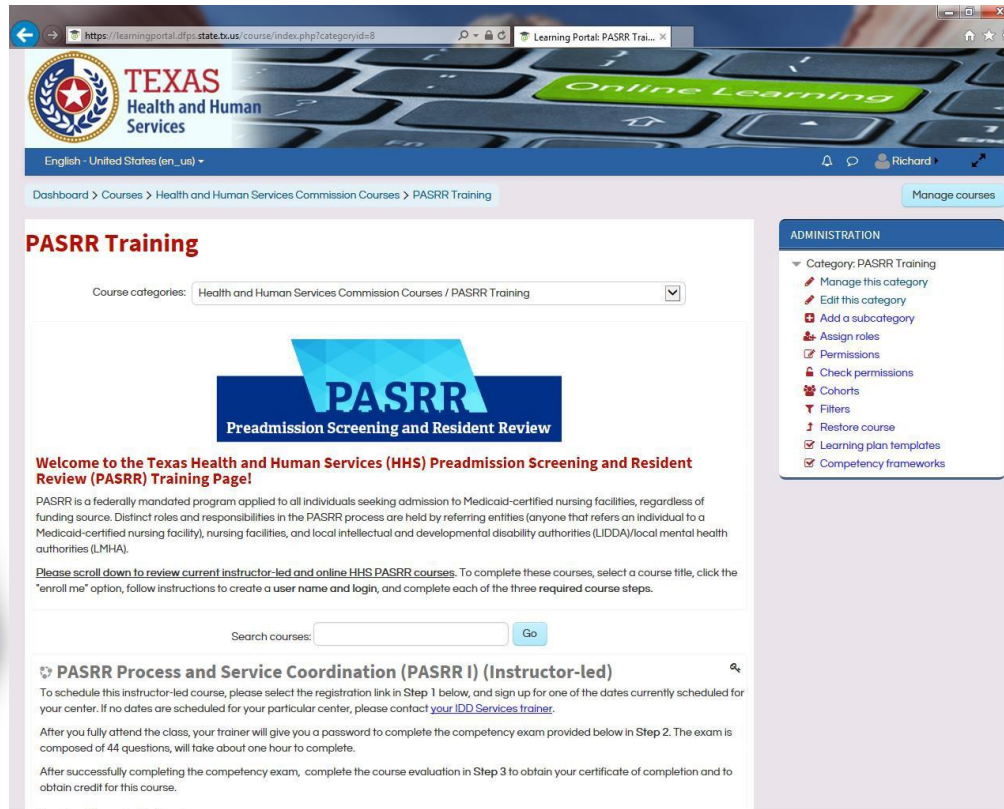 https://learningportal.dfps.state.tx.us/course/index.php?categoryid=8
Learning Portal: PASRR Trai...
TEXAS
Health and Human
Services
Online Learning
English - United States (en_us)
Richard
Dashboard > Courses > Health and Human Services Commission Courses > PASRR Training
Manage courses
PASRR Training
Course categories:
Health and Human Services Commission Courses / PASRR Training
PASRR
Preadmission Screening and Resident Review
Welcome to the Texas Health and Human Services (HHS) Preadmission Screening and Resident
Review (PASRR) Training Page!
PASRR is a federally mandated program applied to all individuals seeking admission to Medicaid-certified nursing facilities, regardless of
funding source. Distinct roles and responsibilities in the PASRR process are held by referring entities (anyone that refers an individual to a
Medicaid-certified nursing facility), nursing facilities, and local intellectual and developmental disability authorities (LIDDA)/local mental health
authorities (LMHA).
Please scroll down to review current instructor-led and online HHS PASRR courses. To complete these courses, select a course title, click the
"enroll me" option, follow instructions to create a user name and login, and complete each of the three required course steps.
Search courses:
Go
PASRR Process and Service Coordination (PASRR I) (Instructor-led)
To schedule this instructor-led course, please select the registration link in Step 1 below, and sign up for one of the dates currently scheduled for
your center. If no dates are scheduled for your particular center, please contact your IDD Services trainer.
After you fully attend the class, your trainer will give you a password to complete the competency exam provided below in Step 2. The exam is
composed of 44 questions, will take about one hour to complete.
After successfully completing the competency exam, complete the course evaluation in Step 3 to obtain your certificate of completion and to
obtain credit for this course.
ADMINISTRATION
Category: PASRR Training
Manage this category
Edit this category
Add a subcategory
Assign roles
Permissions
Check permissions
Cohorts
Filters
Restore course
Learning plan templates
Competency frameworks